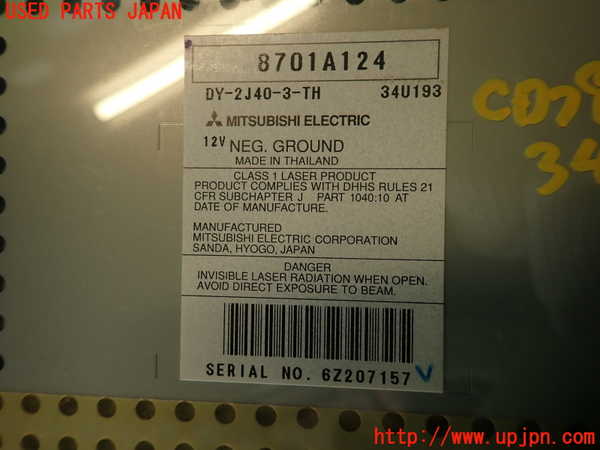 USED PARTS JAPAN
8701A124
DY-2J40-3-TH 34U193
MITSUBISHI ELECTRIC
12V NEG. GROUND
MADE IN THAILAND
CLASS 1 LASER PRODUCT
PRODUCT COMPLIES WITH DHHS RULES 21
CFR SUBCHAPTER J PART 1040:10 AT
DATE OF MANUFACTURE.
MANUFACTURED
MITSUBISHI ELECTRIC CORPORATION
SANDA, HYOGO, JAPAN
DANGER
INVISIBLE LASER RADIATION WHEN OPEN.
AVOID DIRECT EXPOSURE TO BEAM.
SERIAL NO. 6Z207157
34
http://www.upjpn.com/